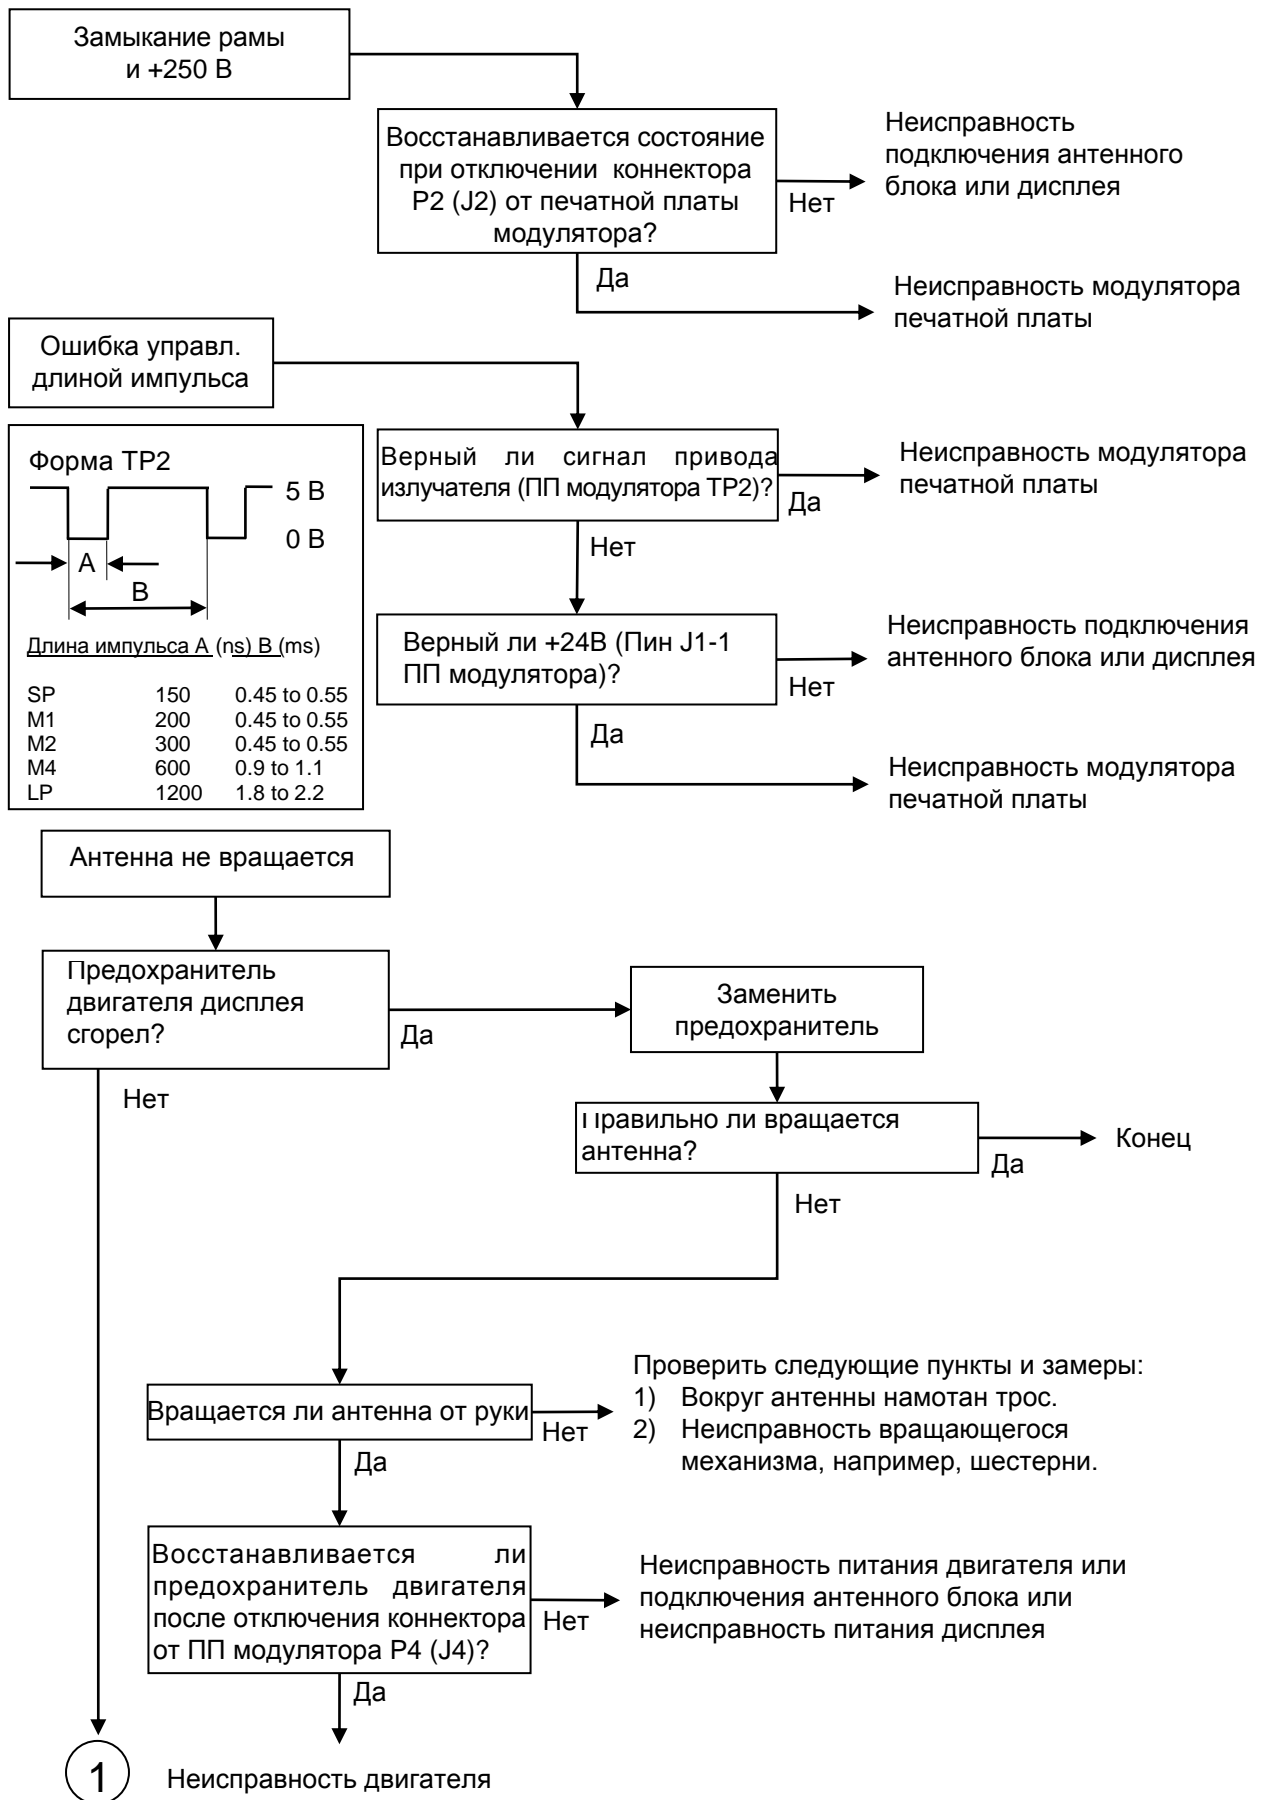 Замыкание рамы
и +250 В
Восстанавливается состояние
при отключении коннектора
P2 (J2) от печатной платы
модулятора?
Нет
Неисправность
подключения антенного
блока или дисплея
Да
Неисправность модулятора
печатной платы
Ошибка управл.
длиной импульса
Верный ли сигнал привода
излучателя (ПП модулятора TP2)?
Да
Неисправность модулятора
печатной платы
Нет
Форма TP2
5 В
0 В
A
B
Длина импульса A (ns) B (ms)
SP 150 0.45 to 0.55
M1 200 0.45 to 0.55
M2 300 0.45 to 0.55
M4 600 0.9 to 1.1
LP 1200 1.8 to 2.2
Верный ли +24В (Пин J1-1
ПП модулятора)?
Нет
Неисправность подключения
антенного блока или дисплея
Да
Неисправность модулятора
печатной платы
Антенна не вращается
Предохранитель
двигателя дисплея
сгорел?
Да
Заменить
предохранитель
Нет
Правильно ли вращается
антенна?
Да
Конец
Нет
Вращается ли антенна от руки
Нет
Проверить следующие пункты и замеры:
1) Вокруг антенны намотан трос.
2) Неисправность вращающегося
механизма, например, шестерни.
Да
Восстанавливается ли
предохранитель двигателя
после отключения коннектора
от ПП модулятора P4 (J4)?
Нет
Неисправность питания двигателя или
подключения антенного блока или
неисправность питания дисплея
Да
1
Неисправность двигателя